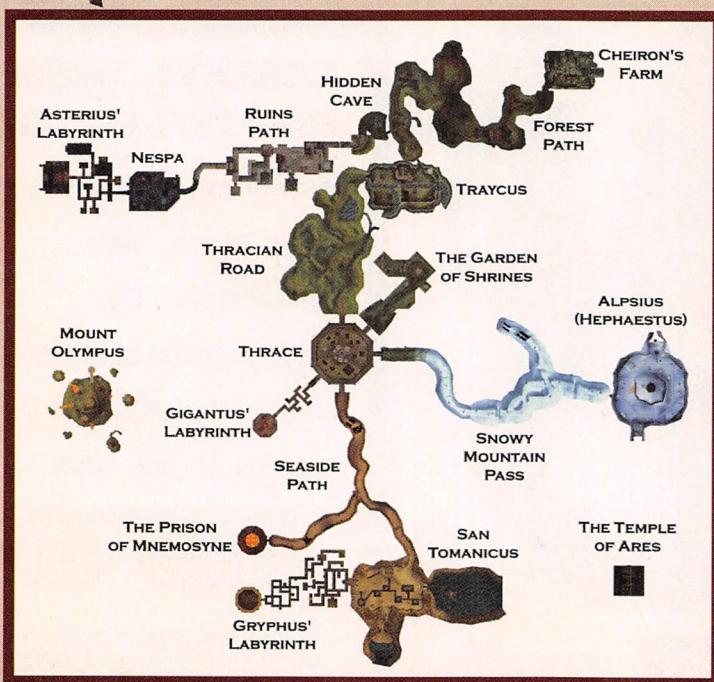 CHEIRON'S
FARM
HIDDEN
CAVE
FOREST
PATH
ASTERIUS'
LABYRINTH
RUINS
PATH
NESPA
TRAYCUS
THRACIAN
ROAD
THE GARDEN
OF SHRINES
ALPSIUS
(HEPHAESTUS)
MOUNT
OLYMPUS
THRACE
GIGANTUS'
LABYRINTH
SNOWY
MOUNTAIN
PASS
SEASIDE
PATH
THE PRISON
OF MNEMOSYNE
SAN
TOMANICUS
THE TEMPLE
OF ARES
GRYPHUS'
LABYRINTH